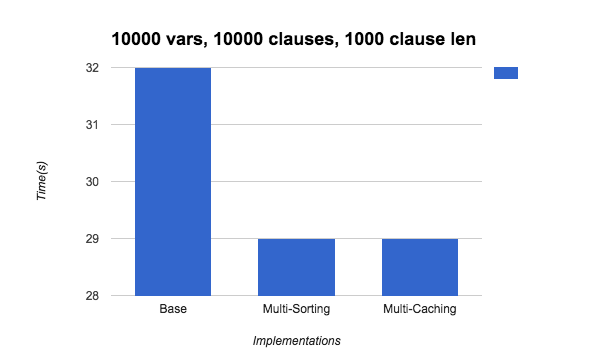 10000 vars, 10000 clauses, 1000 clause len
32
31
30
29
28
Time(s)
Base
Multi-Sorting
Multi-Caching
Implementations